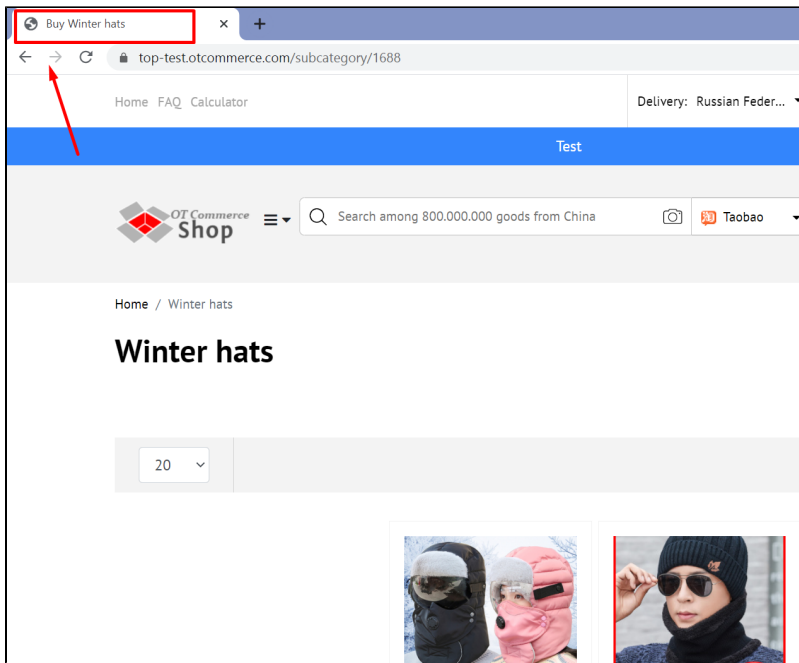 Buy Winter hats
top-test.otcommerce.com/subcategory/1688
Home FAQ Calculator
Delivery: Russian Feder...
Test
OT Commerce
Shop
Search among 800.000.000 goods from China
Taobao
Home / Winter hats
Winter hats
20